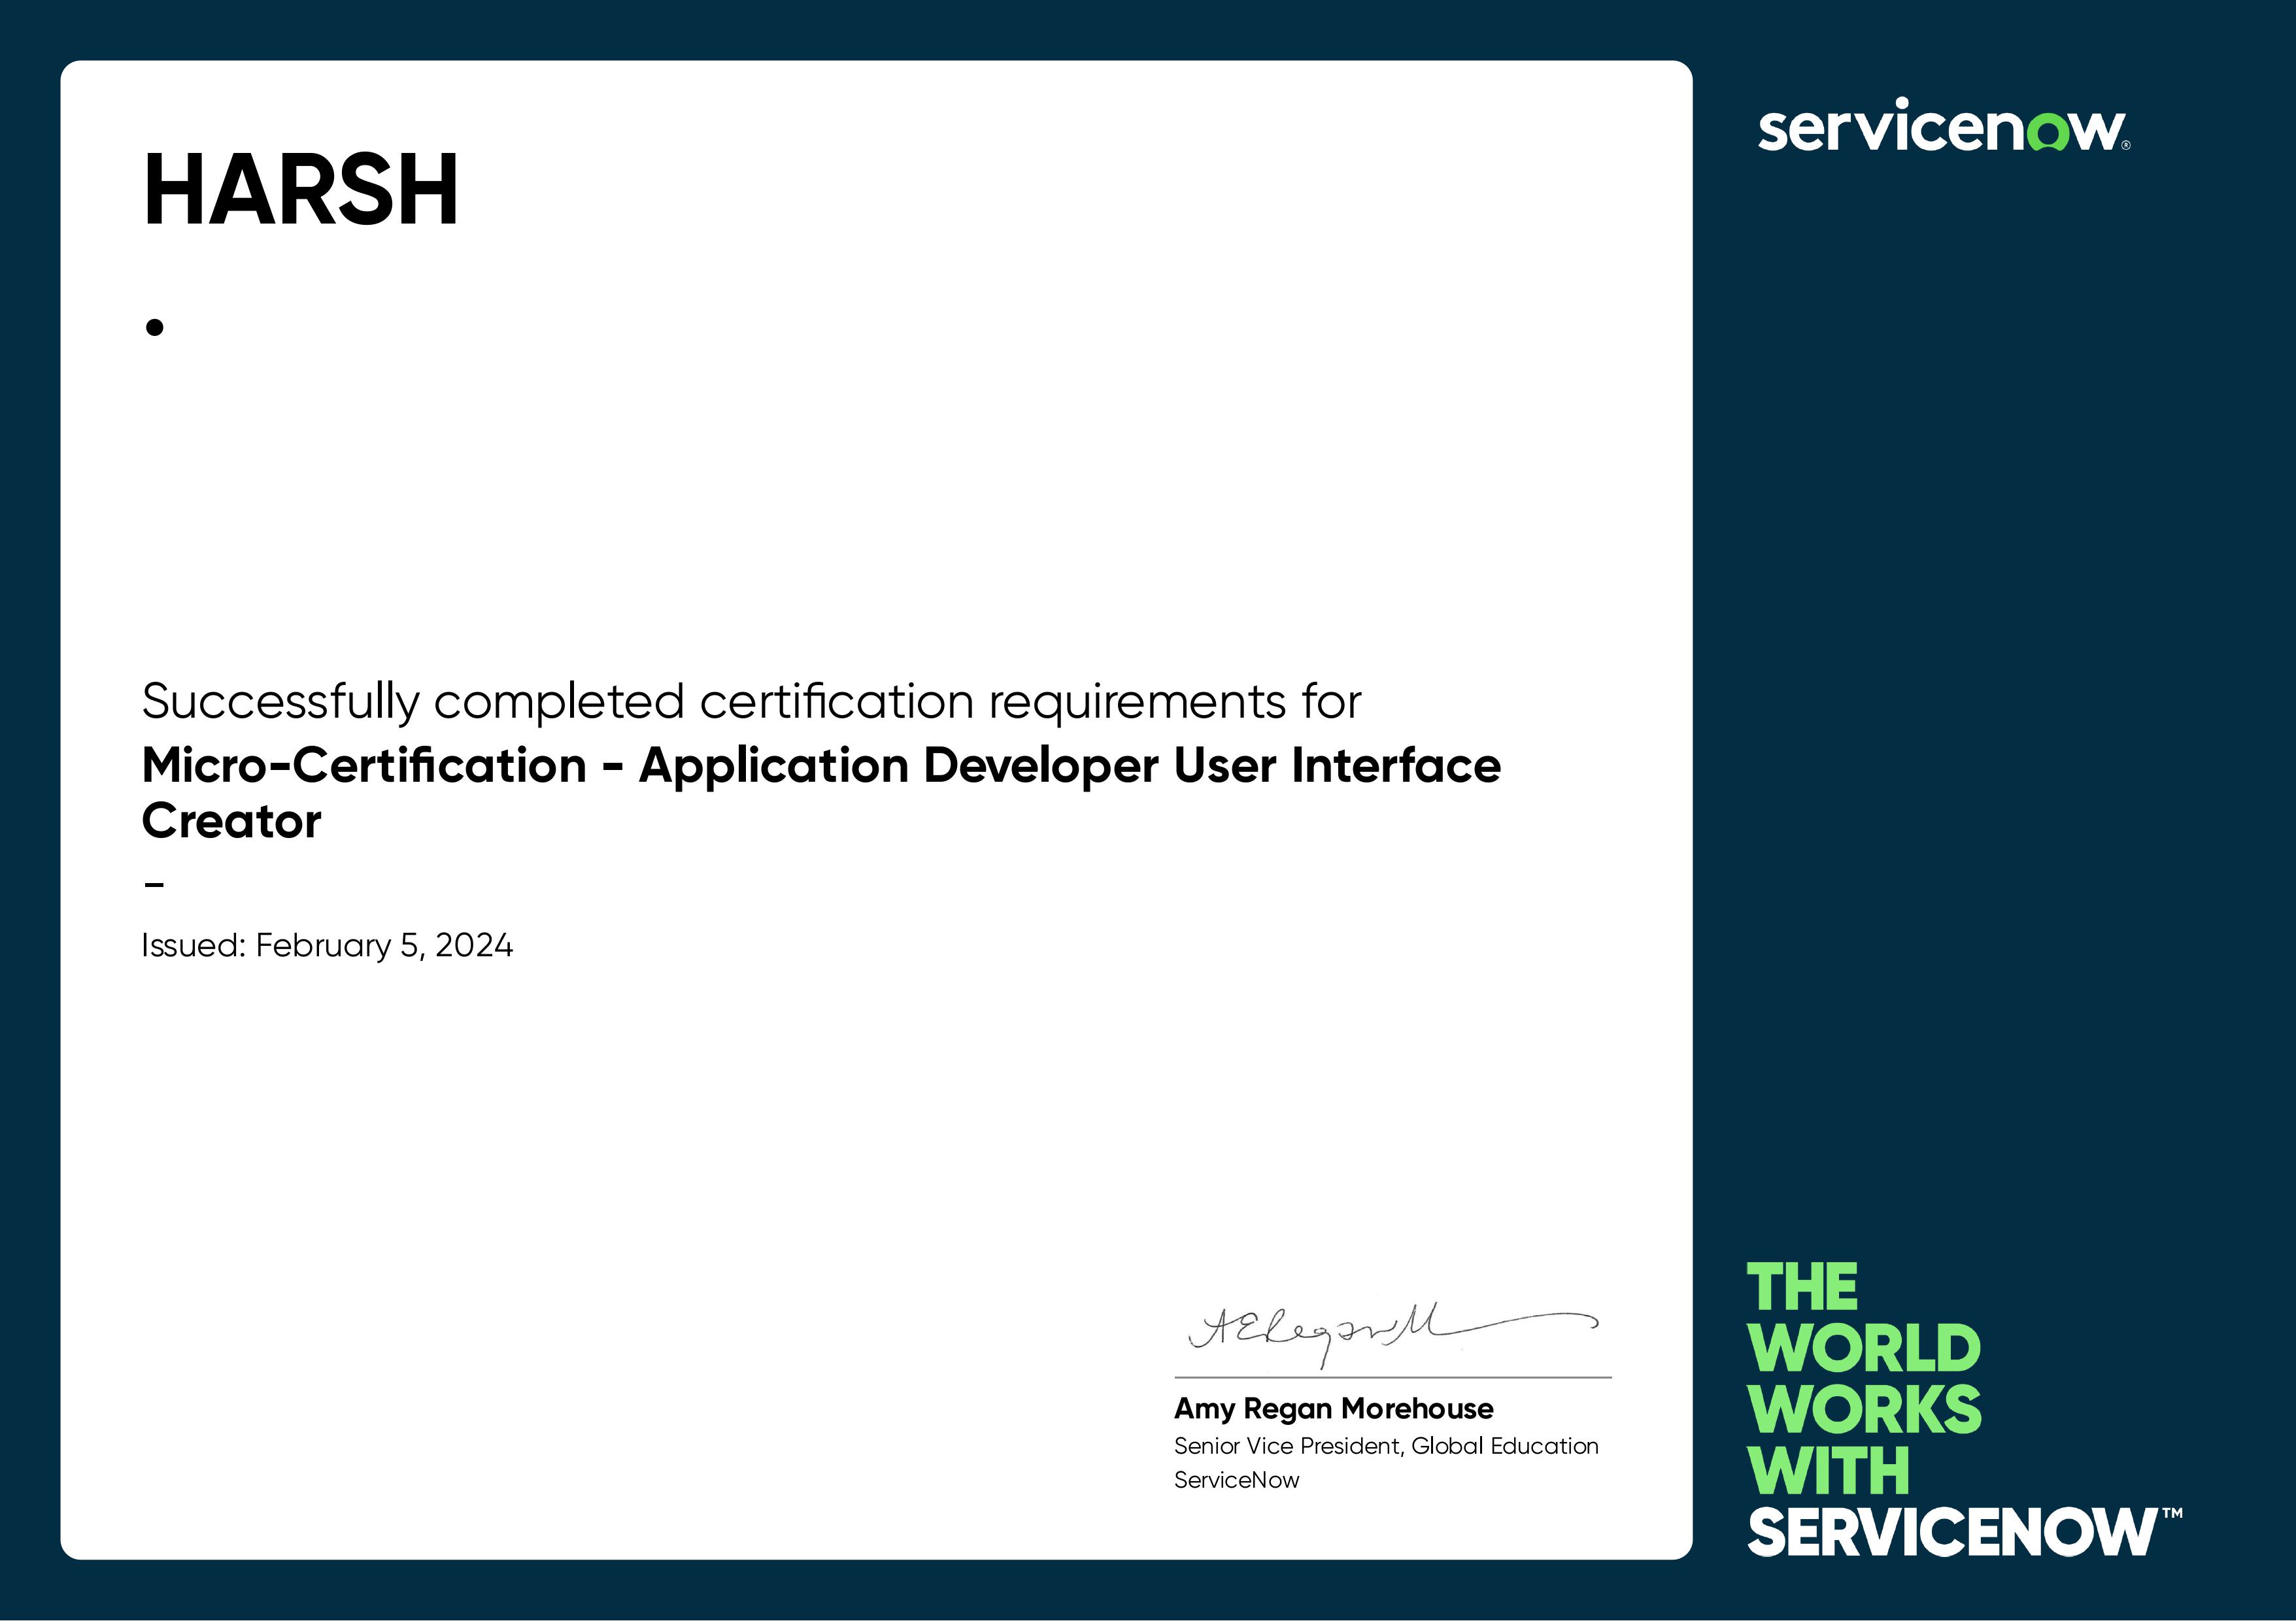 HARSH
•
Successfully completed certification requirements for
Micro-Certification - Application Developer User Interface
Creator
-
Issued: February 5, 2024
Amy Regan Morehouse
Senior Vice President, Global Education
ServiceNow
servicenow®
THE
WORLD
WORKS
WITH
SERVICENOW™